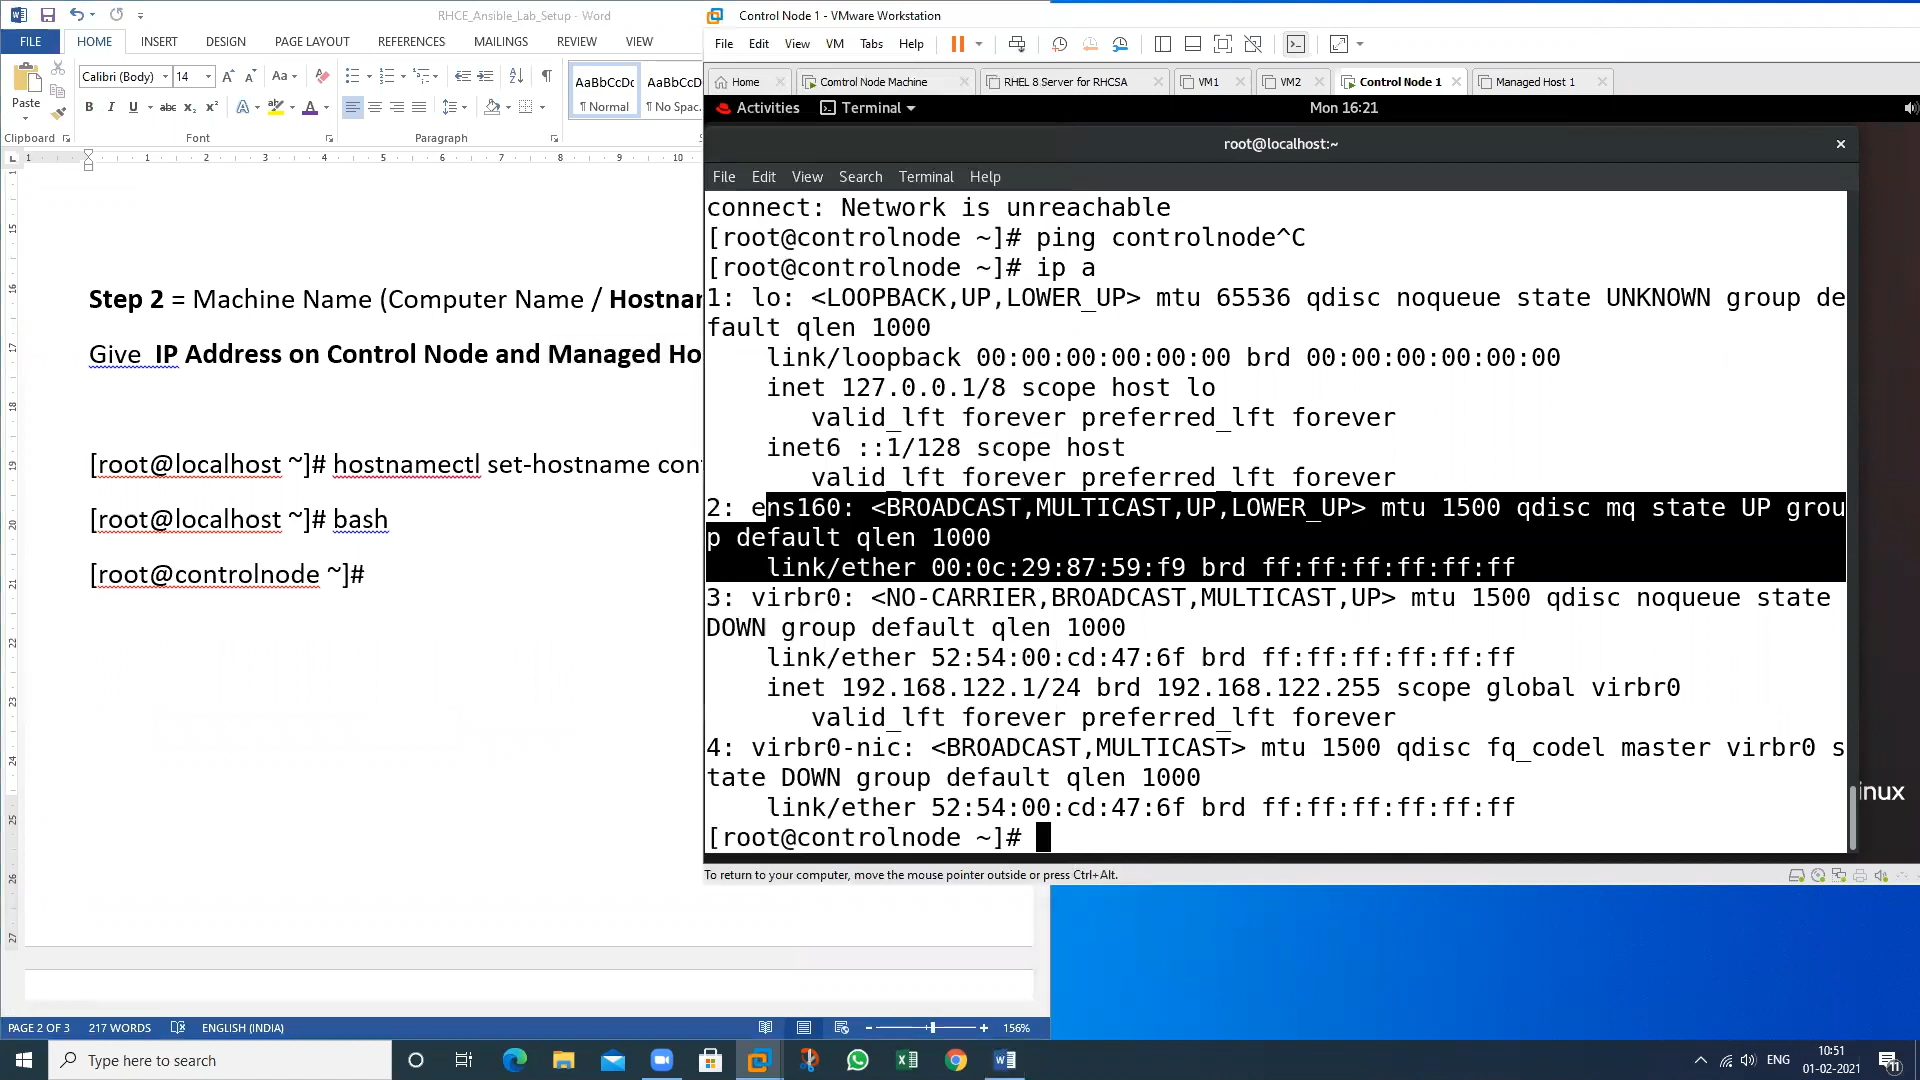 RHCE_Ansible_Lab_Setup - Word
FILE HOME INSERT DESIGN PAGE LAYOUT REFERENCES MAILINGS REVIEW VIEW
Paste
Calibri (Body) 14
Aa
B I U abc x₂ x²
AaBbCcDc AaBbCcDc
¶ Normal ¶ No Spac.
Clipboard Font Paragraph
Step 2 = Machine Name (Computer Name / Hostnam
Give IP Address on Control Node and Managed Ho
[root@localhost ~]# hostnamectl set-hostname con
[root@localhost ~]# bash
[root@controlnode ~]#
PAGE 2 OF 3 217 WORDS ENGLISH (INDIA) 156%
Control Node 1 - VMware Workstation
File Edit View VM Tabs Help
Home Comtrol Node Machine RHEL 8 Server for RHCSA VM1 VM2 Control Node 1 Managed Host 1
Activities Terminal Mon 16:21
root@localhost:~
File Edit View Search Terminal Help
connect: Network is unreachable
[root@controlnode ~]# ping controlnode^C
[root@controlnode ~]# ip a
1: lo: <LOOPBACK,UP,LOWER_UP> mtu 65536 qdisc noqueue state UNKNOWN group de
fault qlen 1000
link/loopback 00:00:00:00:00:00 brd 00:00:00:00:00:00
inet 127.0.0.1/8 scope host lo
valid_lft forever preferred_lft forever
inet6 ::1/128 scope host
valid_lft forever preferred_lft forever
2: ens160: <BROADCAST,MULTICAST,UP,LOWER_UP> mtu 1500 qdisc mq state UP grou
p default qlen 1000
link/ether 00:0c:29:87:59:f9 brd ff:ff:ff:ff:ff:ff
3: virbr0: <NO-CARRIER,BROADCAST,MULTICAST,UP> mtu 1500 qdisc noqueue state
DOWN group default qlen 1000
link/ether 52:54:00:cd:47:6f brd ff:ff:ff:ff:ff:ff
inet 192.168.122.1/24 brd 192.168.122.255 scope global virbr0
valid_lft forever preferred_lft forever
4: virbr0-nic: <BROADCAST,MULTICAST> mtu 1500 qdisc fq_codel master virbr0 s
tate DOWN group default qlen 1000
link/ether 52:54:00:cd:47:6f brd ff:ff:ff:ff:ff:ff
[root@controlnode ~]#
inux
To return to your computer, move the mouse pointer outside or press Ctrl+Alt.
Type here to search
ENG
10:51
01-02-2021
11